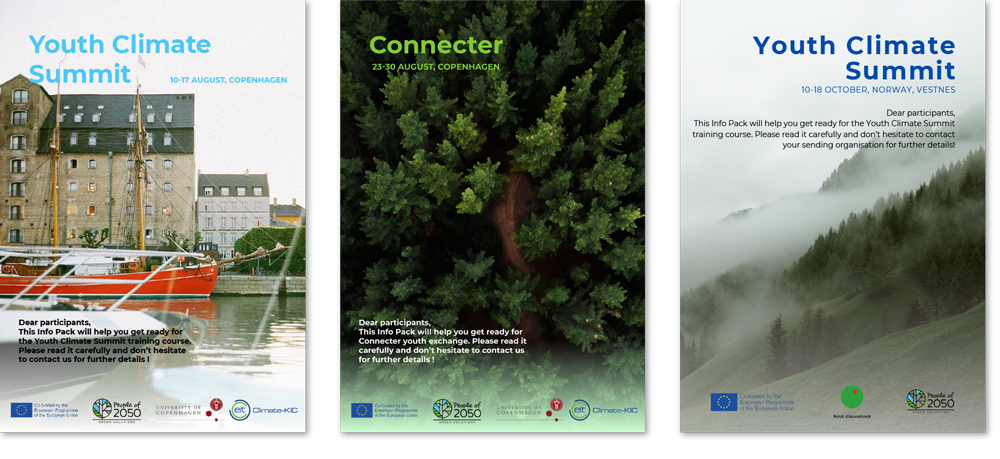 Youth Climate
Summit
10-17 AUGUST, COPENHAGEN
Dear participants,
This Info Pack will help you get ready for
the Youth Climate Summit training course.
Please read it carefully and don't hesitate
to contact us for further details !
Co-funded by the
Erasmus+ Programme
of the European Union
People of
2050
GREEN SOLUTIONS
UNIVERSITY OF
COPENHAGEN
eit
Climate-KIC
Connecter
23-30 AUGUST, COPENHAGEN
Dear participants,
This Info Pack will help you get ready for
Connecter youth exchange. Please read it
carefully and don't hesitate to contact us
for further details !
Co-funded by the
Erasmus+ Programme
of the European Union
People of
2050
GREEN SOLUTIONS
UNIVERSITY OF
COPENHAGEN
eit
Climate-KIC
Youth Climate
Summit
10-18 OCTOBER, NORWAY, VESTNES
Dear participants,
This Info Pack will help you get ready for the Youth Climate Summit
training course. Please read it carefully and don't hesitate to contact
your sending organisation for further details!
Co-funded by the
Erasmus+ Programme
of the European Union
Norsk klimanettverk
People of
2050
GREEN SOLUTIONS